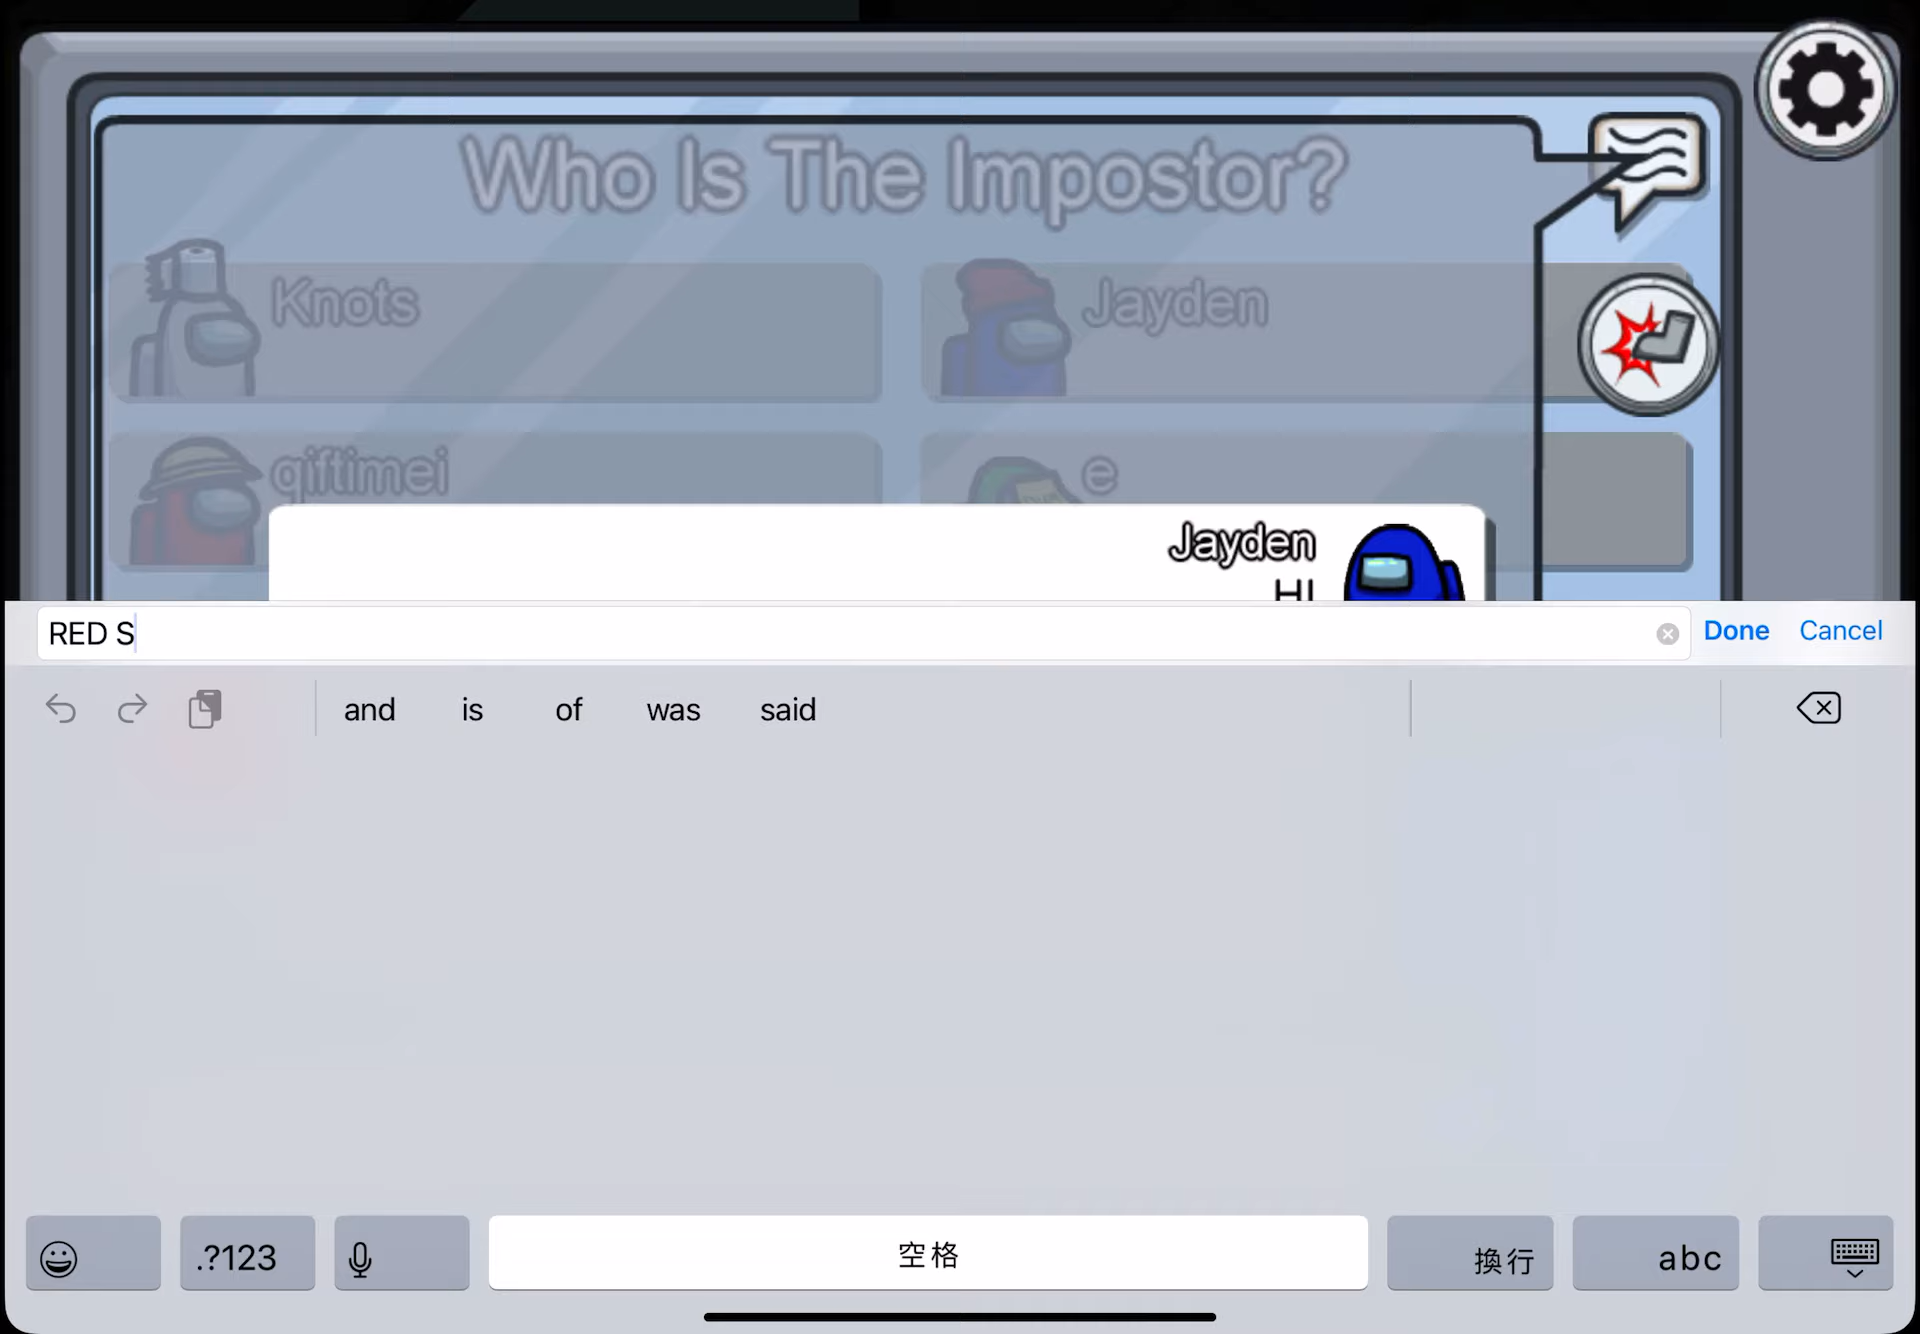 Who Is The Impostor?
Knots
Jayden
giftimei
e
Jayden
HI
RED S
Done
Cancel
and is of was said
.?123
空格
換行
abc